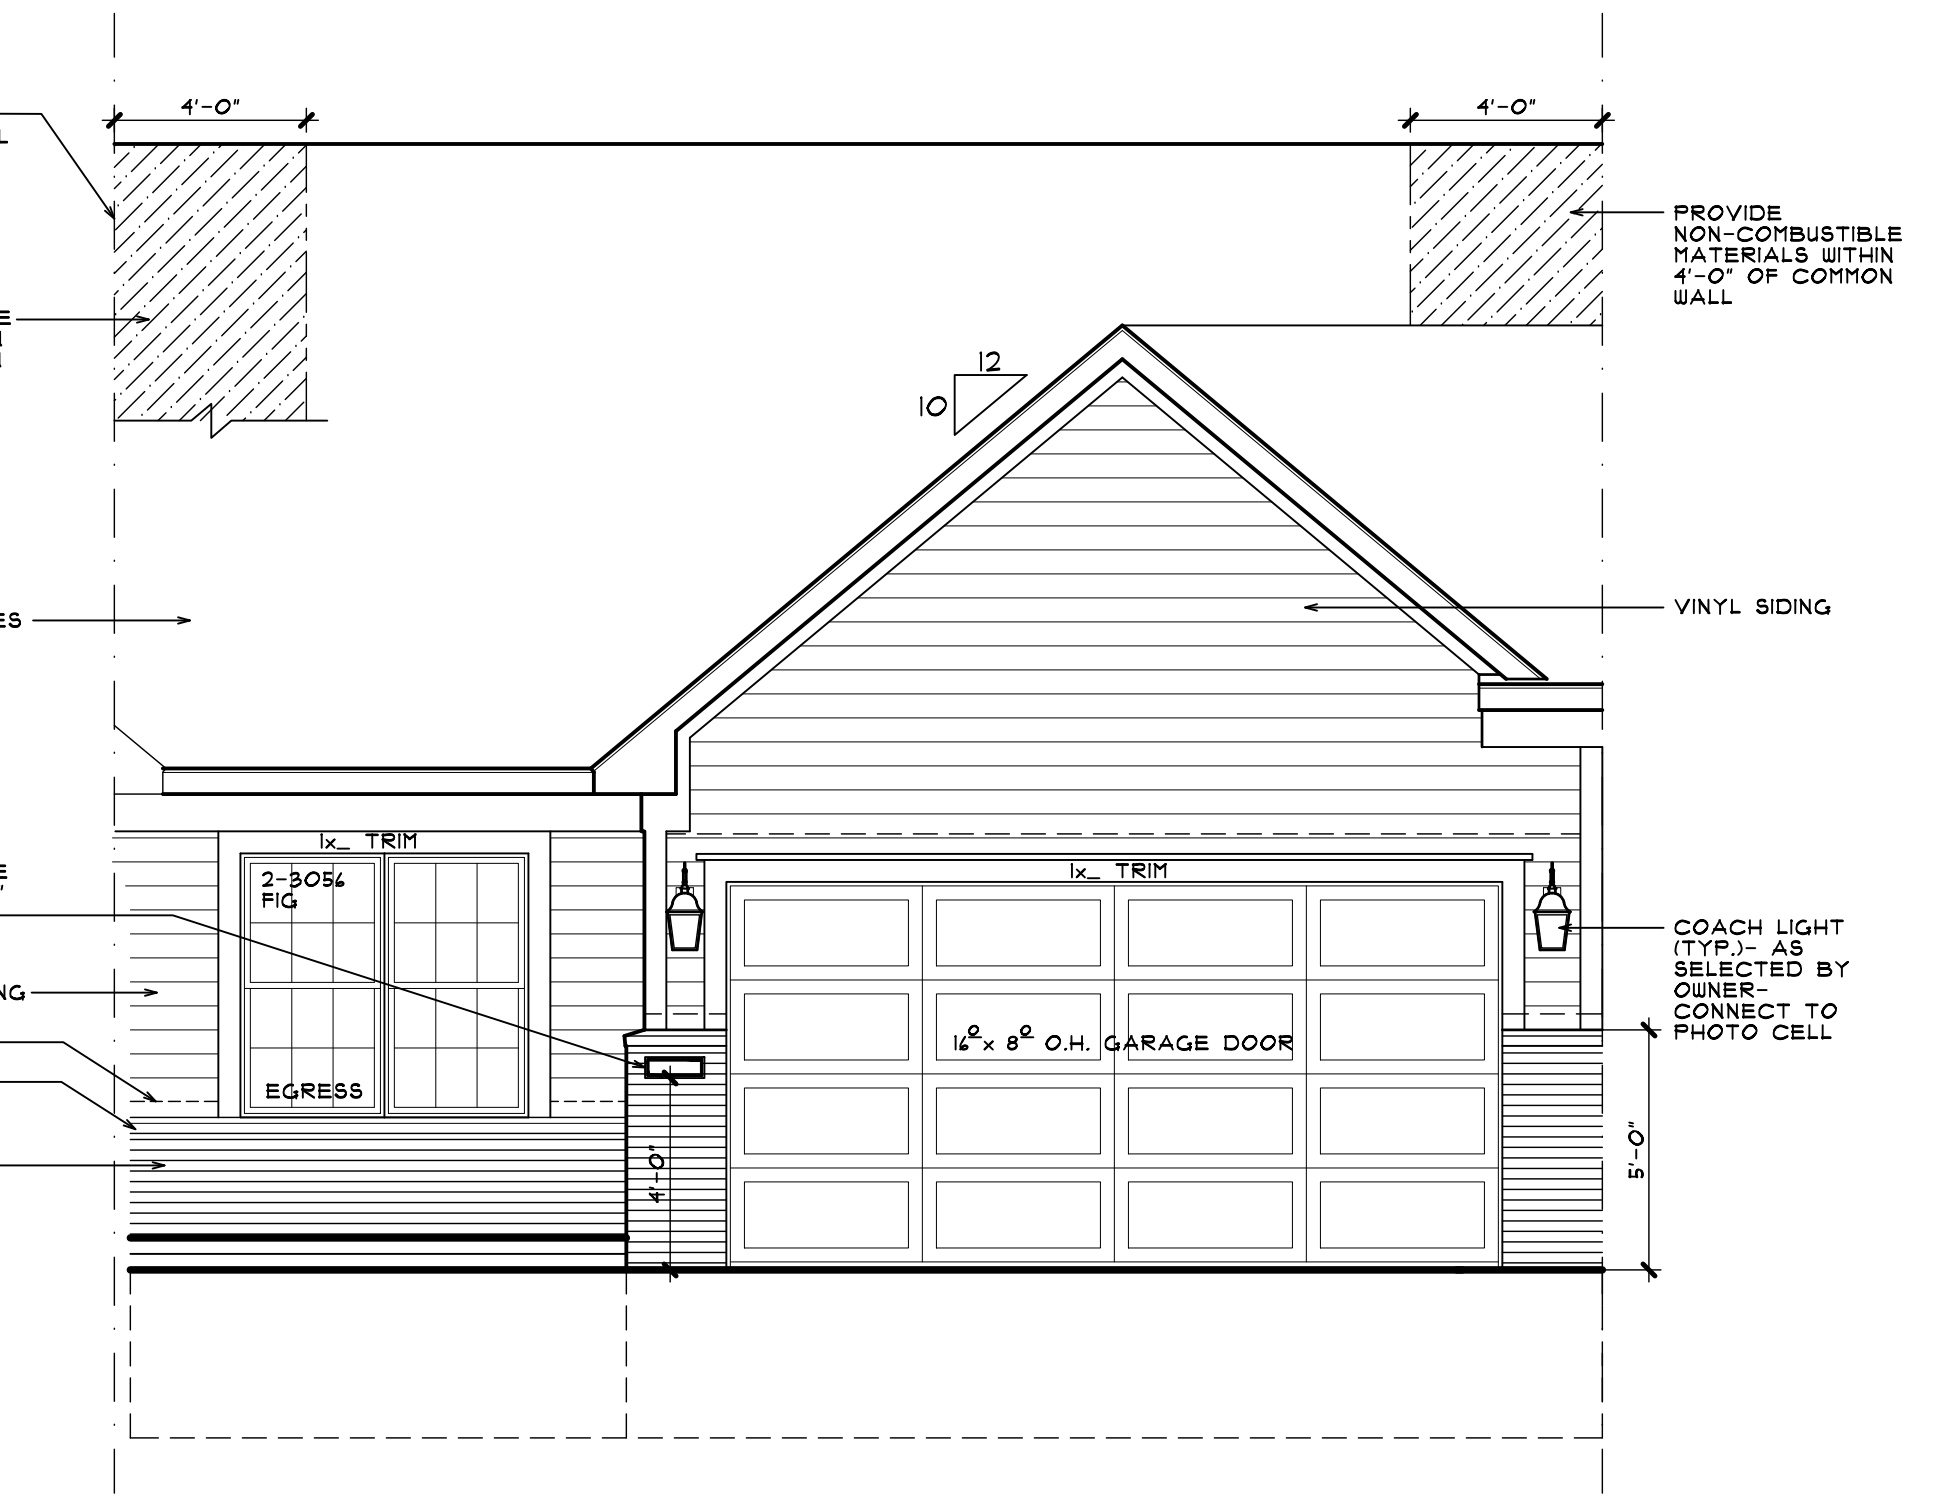 4'-0"
4'-0"
PROVIDE
NON-COMBUSTIBLE
MATERIALS WITHIN
4'-0" OF COMMON
WALL
12
10
VINYL SIDING
1x_ TRIM
1x_ TRIM
2-3056
FIG
COACH LIGHT
(TYP.)- AS
SELECTED BY
OWNER-
CONNECT TO
PHOTO CELL
NG
16⁰ x 8⁰ O.H. GARAGE DOOR
EGRESS
4'-0"
5'-0"